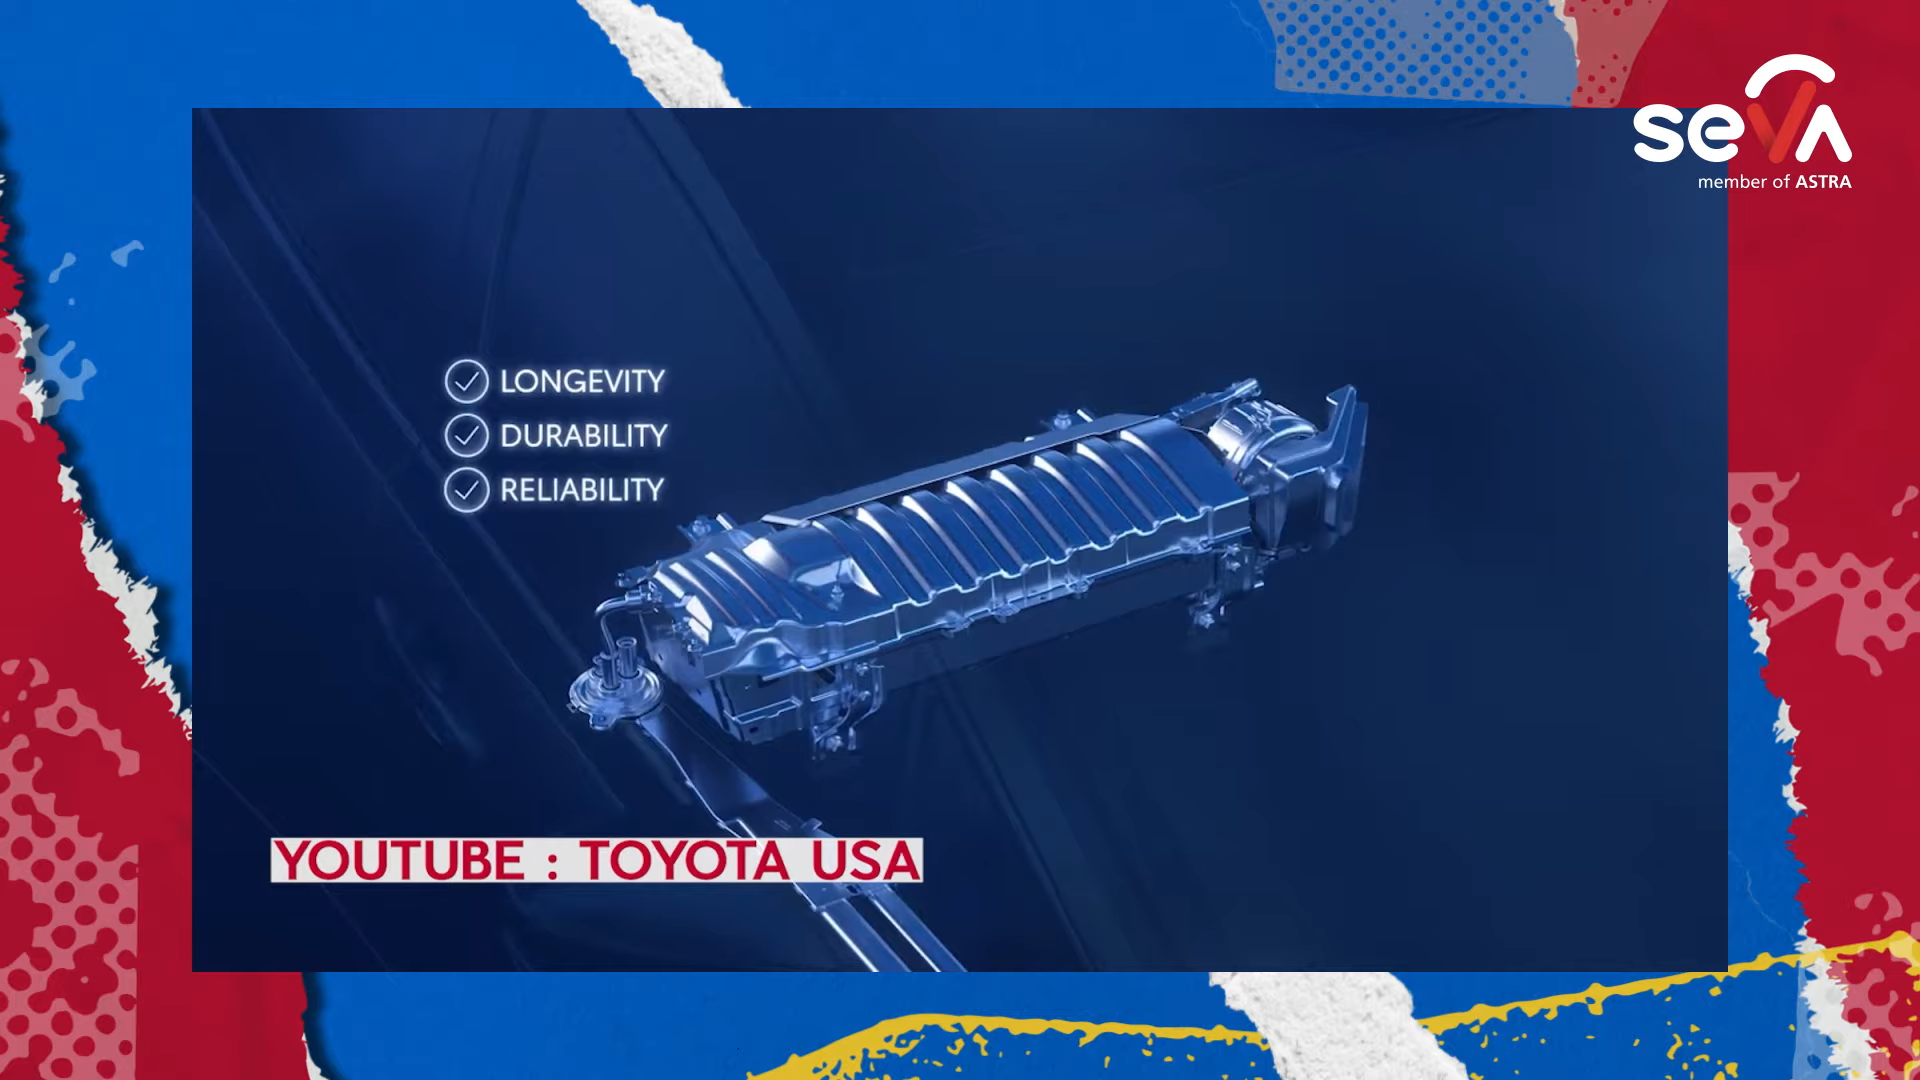 seva
member of ASTRA
LONGEVITY
DURABILITY
RELIABILITY
YOUTUBE : TOYOTA USA